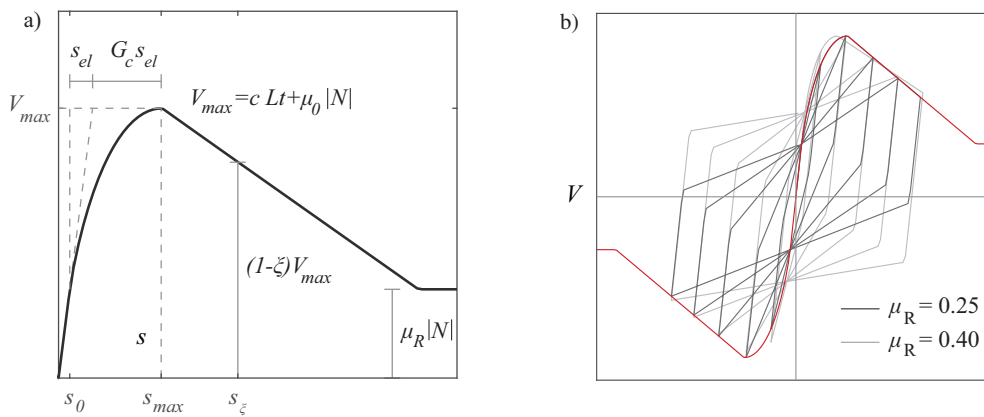 a)
s_el G_c s_el
V_max
V_max=c Lt+μ_0 |N|
(1-ξ)V_max
s
μ_R|N|
s_0 s_max s_ξ
b)
V
μ_R = 0.25
μ_R = 0.40